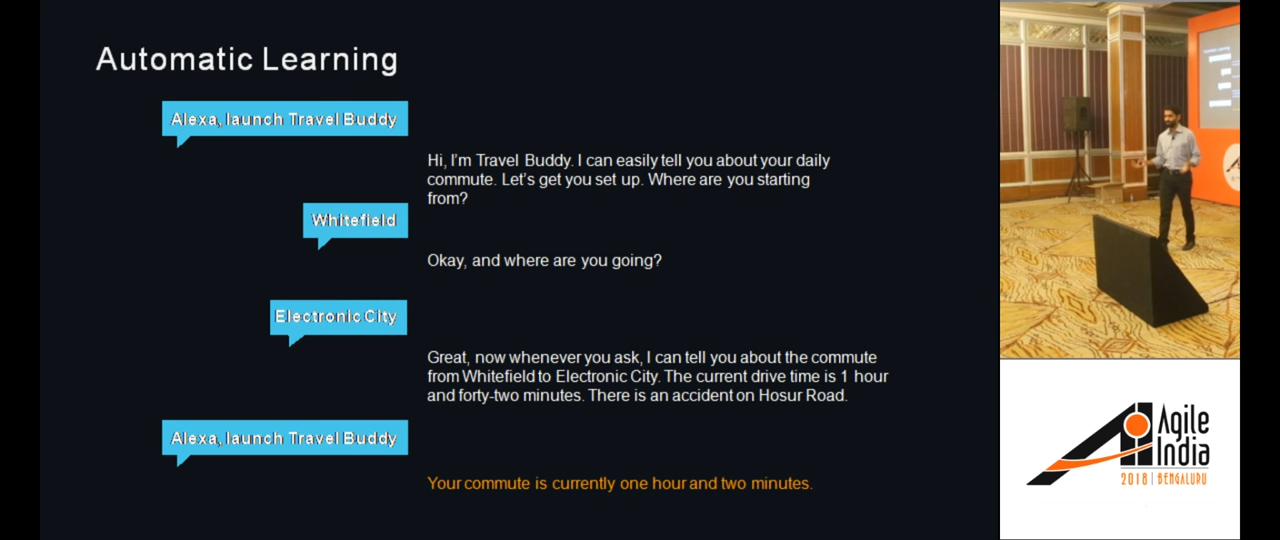 Automatic Learning
Alexa, launch Travel Buddy
Hi, I'm Travel Buddy. I can easily tell you about your daily
commute. Let's get you set up. Where are you starting
from?
Whitefield
Okay, and where are you going?
Electronic City
Great, now whenever you ask, I can tell you about the commute
from Whitefield to Electronic City. The current drive time is 1 hour
and forty-two minutes. There is an accident on Hosur Road.
Alexa, launch Travel Buddy
Your commute is currently one hour and two minutes.
Agile
India
2018 | BENGALURU